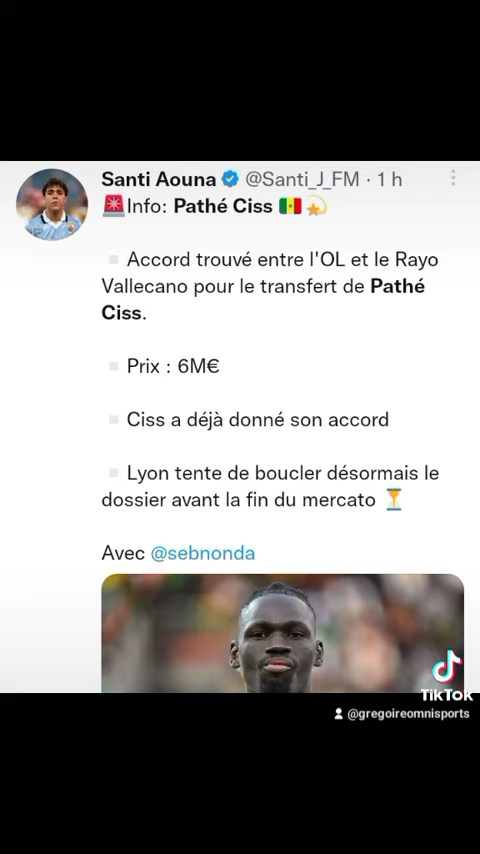 Santi Aouna @Santi_J_FM · 1 h
🚨Info: Pathé Ciss 🇸🇳 💫
▫️Accord trouvé entre l'OL et le Rayo
Vallecano pour le transfert de Pathé
Ciss.
▫️Prix : 6M€
▫️Ciss a déjà donné son accord
▫️Lyon tente de boucler désormais le
dossier avant la fin du mercato ⏳
Avec @sebnonda
TikTok
@gregoireomnisports